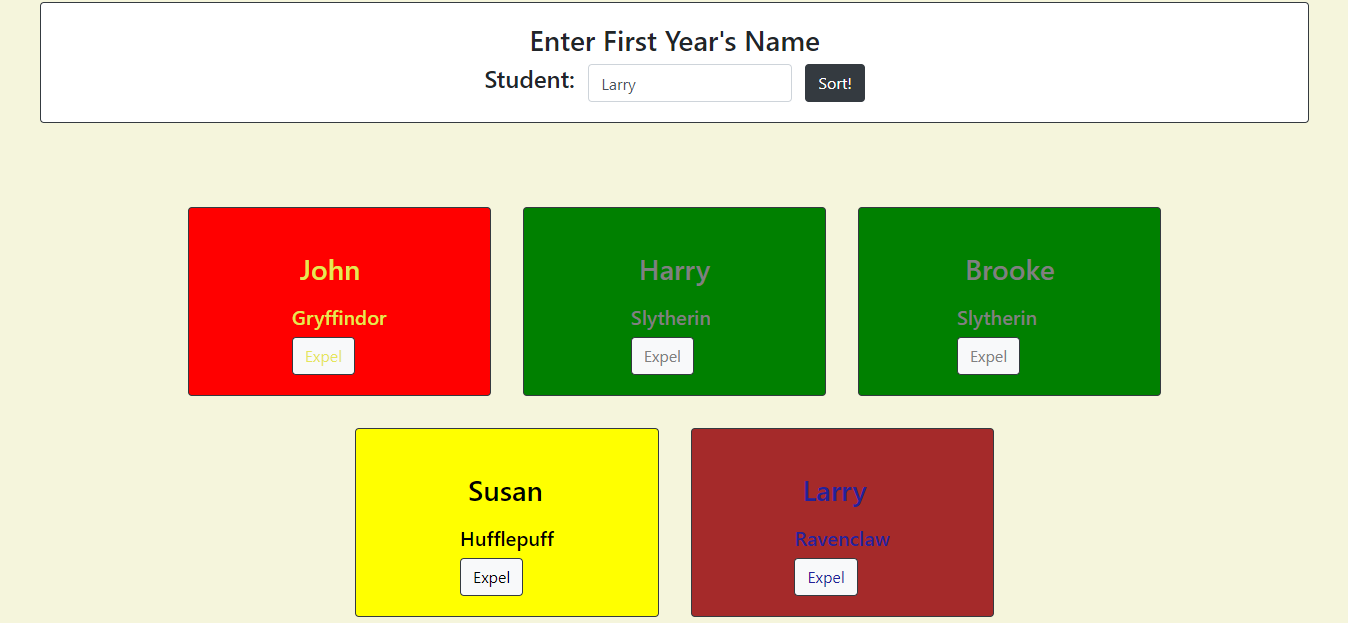 Enter First Year's Name
Student: Larry Sort!
John
Gryffindor
Expel
Harry
Slytherin
Expel
Brooke
Slytherin
Expel
Susan
Hufflepuff
Expel
Larry
Ravenclaw
Expel